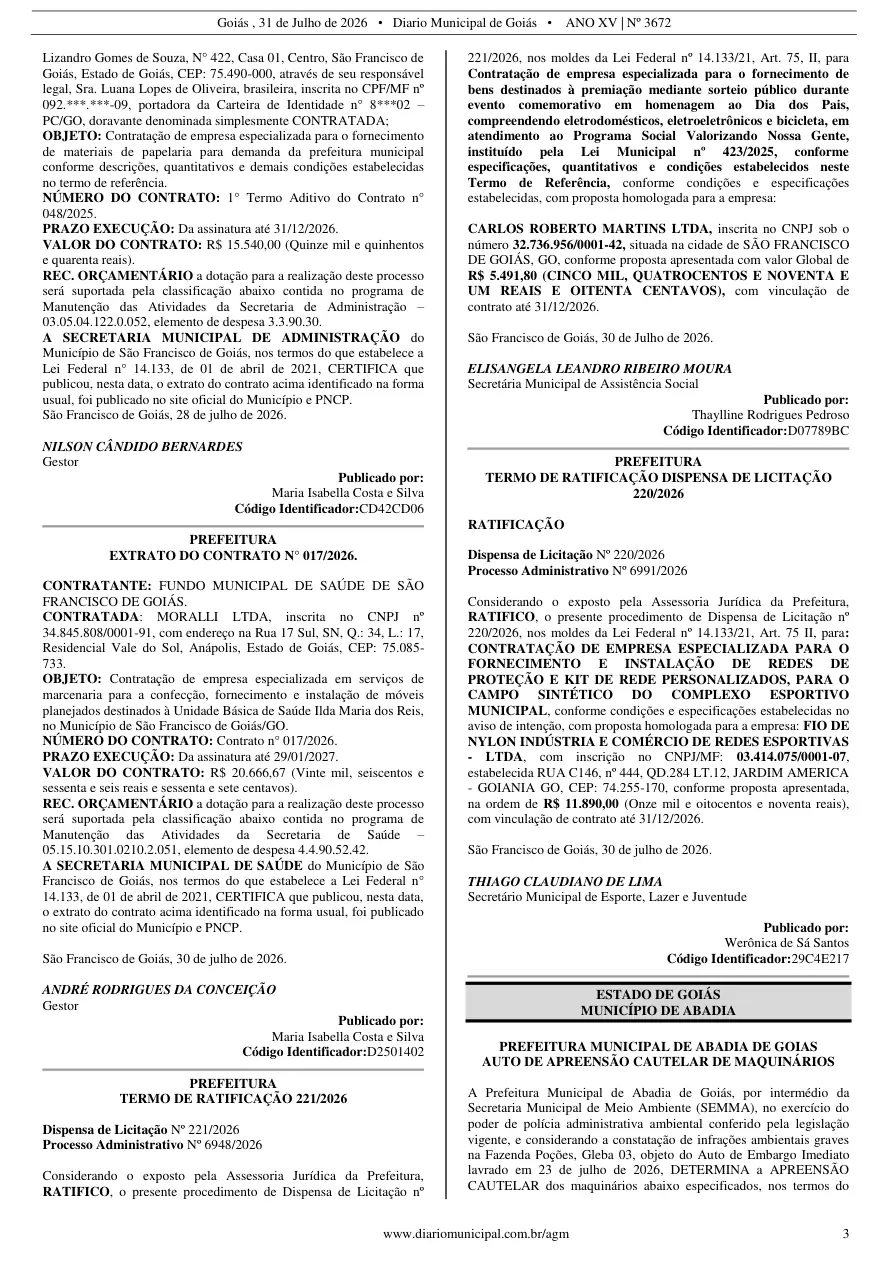 Goiás , 31 de Julho de 2026 • Diario Municipal de Goiás • ANO XV | Nº 3672
Lizandro Gomes de Souza, N° 422, Casa 01, Centro, São Francisco de
Goiás, Estado de Goiás, CEP: 75.490-000, através de seu responsável
legal, Sra. Luana Lopes de Oliveira, brasileira, inscrita no CPF/MF nº
092.***.***-09, portadora da Carteira de Identidade n° 8***02 –
PC/GO, doravante denominada simplesmente CONTRATADA;
OBJETO: Contratação de empresa especializada para o fornecimento
de materiais de papelaria para demanda da prefeitura municipal
conforme descrições, quantitativos e demais condições estabelecidas
no termo de referência.
NÚMERO DO CONTRATO: 1° Termo Aditivo do Contrato n°
048/2025.
PRAZO EXECUÇÃO: Da assinatura até 31/12/2026.
VALOR DO CONTRATO: R$ 15.540,00 (Quinze mil e quinhentos
e quarenta reais).
REC. ORÇAMENTÁRIO a dotação para a realização deste processo
será suportada pela classificação abaixo contida no programa de
Manutenção das Atividades da Secretaria de Administração –
03.05.04.122.0.052, elemento de despesa 3.3.90.30.
A SECRETARIA MUNICIPAL DE ADMINISTRAÇÃO do
Município de São Francisco de Goiás, nos termos do que estabelece a
Lei Federal n° 14.133, de 01 de abril de 2021, CERTIFICA que
publicou, nesta data, o extrato do contrato acima identificado na forma
usual, foi publicado no site oficial do Município e PNCP.
São Francisco de Goiás, 28 de julho de 2026.
NILSON CÂNDIDO BERNARDES
Gestor
Publicado por:
Maria Isabella Costa e Silva
Código Identificador:CD42CD06
PREFEITURA
EXTRATO DO CONTRATO N° 017/2026.
CONTRATANTE: FUNDO MUNICIPAL DE SAÚDE DE SÃO
FRANCISCO DE GOIÁS.
CONTRATADA: MORALLI LTDA, inscrita no CNPJ nº
34.845.808/0001-91, com endereço na Rua 17 Sul, SN, Q.: 34, L.: 17,
Residencial Vale do Sol, Anápolis, Estado de Goiás, CEP: 75.085-
733.
OBJETO: Contratação de empresa especializada em serviços de
marcenaria para a confecção, fornecimento e instalação de móveis
planejados destinados à Unidade Básica de Saúde Ilda Maria dos Reis,
no Município de São Francisco de Goiás/GO.
NÚMERO DO CONTRATO: Contrato n° 017/2026.
PRAZO EXECUÇÃO: Da assinatura até 29/01/2027.
VALOR DO CONTRATO: R$ 20.666,67 (Vinte mil, seiscentos e
sessenta e seis reais e sessenta e sete centavos).
REC. ORÇAMENTÁRIO a dotação para a realização deste processo
será suportada pela classificação abaixo contida no programa de
Manutenção das Atividades da Secretaria de Saúde –
05.15.10.301.0210.2.051, elemento de despesa 4.4.90.52.42.
A SECRETARIA MUNICIPAL DE SAÚDE do Município de São
Francisco de Goiás, nos termos do que estabelece a Lei Federal n°
14.133, de 01 de abril de 2021, CERTIFICA que publicou, nesta data,
o extrato do contrato acima identificado na forma usual, foi publicado
no site oficial do Município e PNCP.
São Francisco de Goiás, 30 de julho de 2026.
ANDRÉ RODRIGUES DA CONCEIÇÃO
Gestor
Publicado por:
Maria Isabella Costa e Silva
Código Identificador:D2501402
PREFEITURA
TERMO DE RATIFICAÇÃO 221/2026
Dispensa de Licitação Nº 221/2026
Processo Administrativo Nº 6948/2026
Considerando o exposto pela Assessoria Jurídica da Prefeitura,
RATIFICO, o presente procedimento de Dispensa de Licitação nº
221/2026, nos moldes da Lei Federal nº 14.133/21, Art. 75, II, para
Contratação de empresa especializada para o fornecimento de
bens destinados à premiação mediante sorteio público durante
evento comemorativo em homenagem ao Dia dos Pais,
compreendendo eletrodomésticos, eletroeletrônicos e bicicleta, em
atendimento ao Programa Social Valorizando Nossa Gente,
instituído pela Lei Municipal nº 423/2025, conforme
especificações, quantitativos e condições estabelecidos neste
Termo de Referência, conforme condições e especificações
estabelecidas, com proposta homologada para a empresa:
CARLOS ROBERTO MARTINS LTDA, inscrito no CNPJ sob o
número 32.736.956/0001-42, situada na cidade de SÃO FRANCISCO
DE GOIÁS, GO, conforme proposta apresentada com valor Global de
R$ 5.491,80 (CINCO MIL, QUATROCENTOS E NOVENTA E
UM REAIS E OITENTA CENTAVOS), com vinculação de
contrato até 31/12/2026.
São Francisco de Goiás, 30 de Julho de 2026.
ELISANGELA LEANDRO RIBEIRO MOURA
Secretária Municipal de Assistência Social
Publicado por:
Thaylline Rodrigues Pedroso
Código Identificador:D07789BC
PREFEITURA
TERMO DE RATIFICAÇÃO DISPENSA DE LICITAÇÃO
220/2026
RATIFICAÇÃO
Dispensa de Licitação Nº 220/2026
Processo Administrativo Nº 6991/2026
Considerando o exposto pela Assessoria Jurídica da Prefeitura,
RATIFICO, o presente procedimento de Dispensa de Licitação nº
220/2026, nos moldes da Lei Federal nº 14.133/21, Art. 75 II, para:
CONTRATAÇÃO DE EMPRESA ESPECIALIZADA PARA O
FORNECIMENTO E INSTALAÇÃO DE REDES DE
PROTEÇÃO E KIT DE REDE PERSONALIZADOS, PARA O
CAMPO SINTÉTICO DO COMPLEXO ESPORTIVO
MUNICIPAL, conforme condições e especificações estabelecidas no
aviso de intenção, com proposta homologada para a empresa: FIO DE
NYLON INDÚSTRIA E COMÉRCIO DE REDES ESPORTIVAS
- LTDA, com inscrição no CNPJ/MF: 03.414.075/0001-07,
estabelecida RUA C146, nº 444, QD.284 LT.12, JARDIM AMERICA
- GOIANIA GO, CEP: 74.255-170, conforme proposta apresentada,
na ordem de R$ 11.890,00 (Onze mil e oitocentos e noventa reais),
com vinculação de contrato até 31/12/2026.
São Francisco de Goiás, 30 de julho de 2026.
THIAGO CLAUDIANO DE LIMA
Secretário Municipal de Esporte, Lazer e Juventude
Publicado por:
Werônica de Sá Santos
Código Identificador:29C4E217
ESTADO DE GOIÁS
MUNICÍPIO DE ABADIA
PREFEITURA MUNICIPAL DE ABADIA DE GOIAS
AUTO DE APREENSÃO CAUTELAR DE MAQUINÁRIOS
A Prefeitura Municipal de Abadia de Goiás, por intermédio da
Secretaria Municipal de Meio Ambiente (SEMMA), no exercício do
poder de polícia administrativa ambiental conferido pela legislação
vigente, e considerando a constatação de infrações ambientais graves
na Fazenda Poções, Gleba 03, objeto do Auto de Embargo Imediato
lavrado em 23 de julho de 2026, DETERMINA a APREENSÃO
CAUTELAR dos maquinários abaixo especificados, nos termos do
www.diariomunicipal.com.br/agm
3